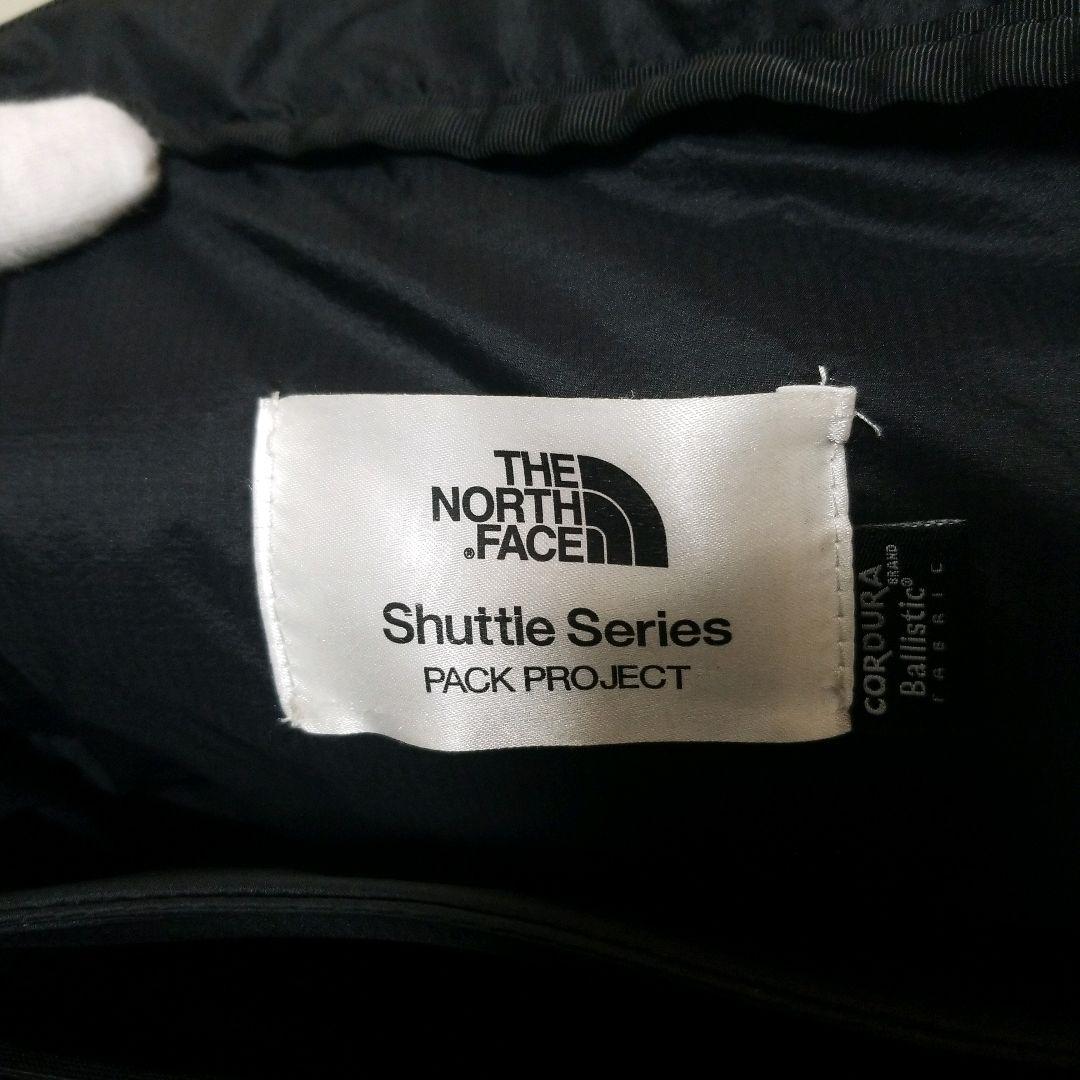 THE
NORTH
® FACE
Shuttle Series
PACK PROJECT
CORDURA
BRAND
Ballistic®
FABRIC